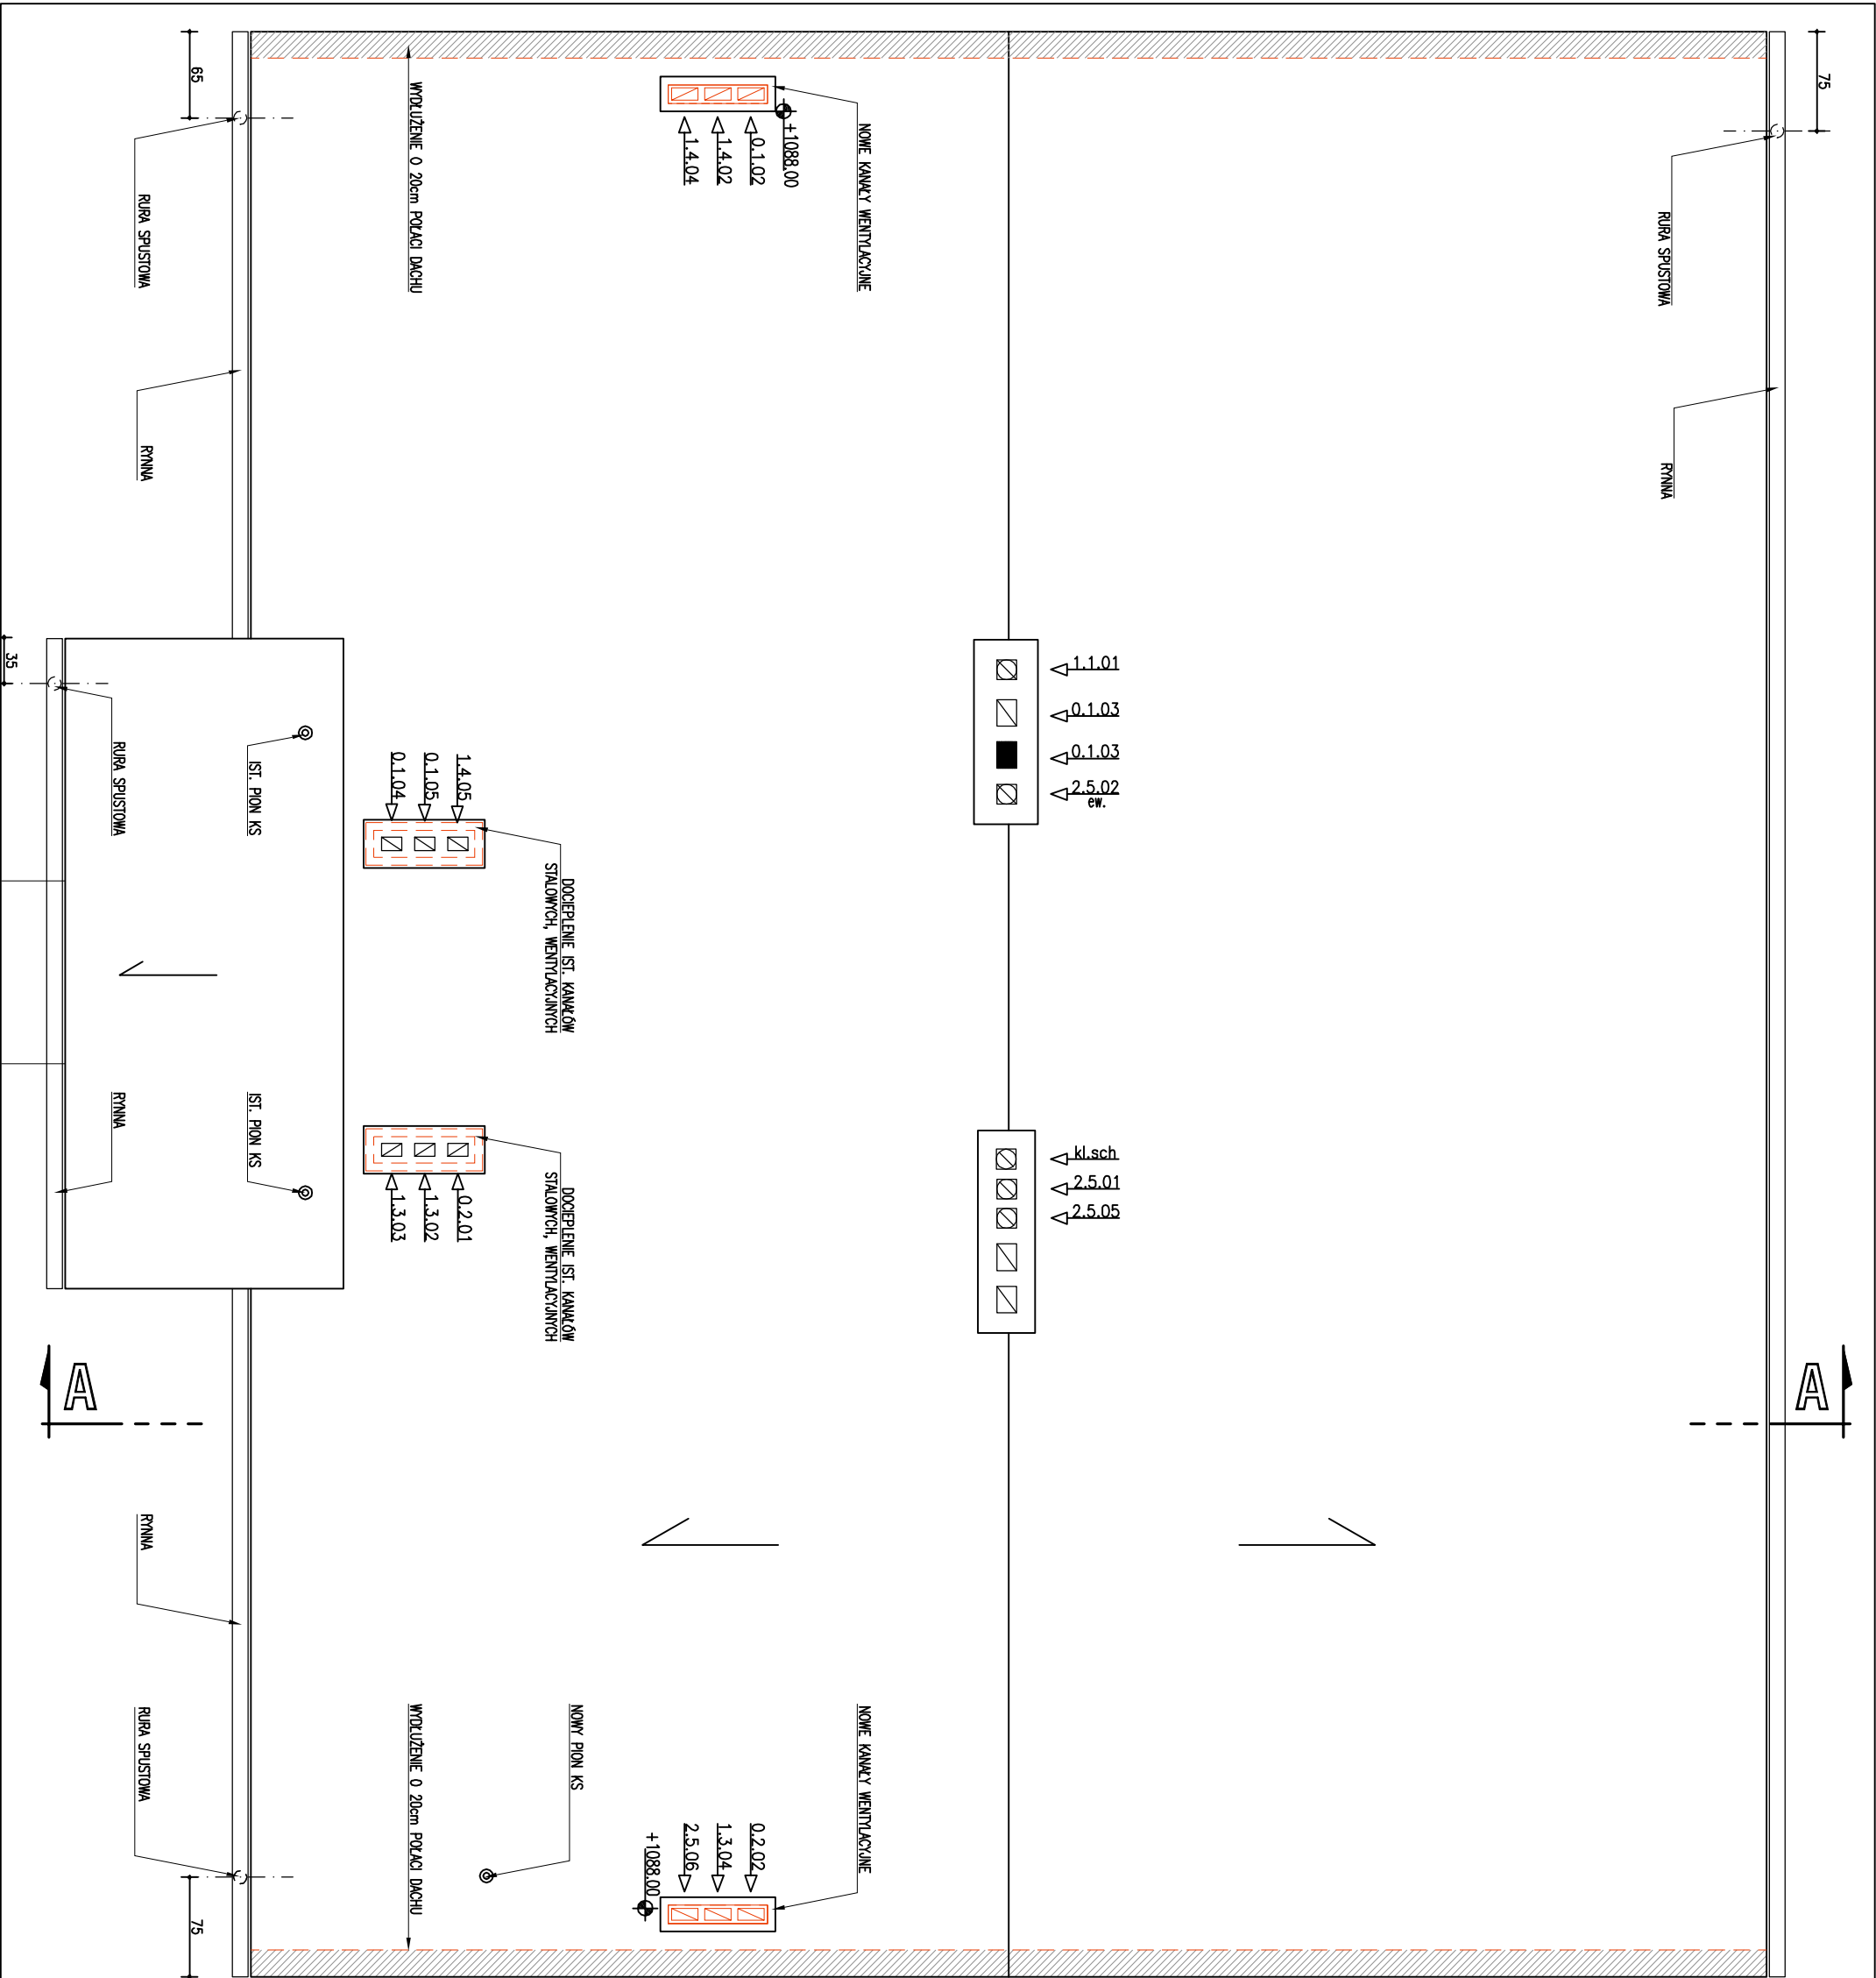 75
RURA SPUSTOWA
RYNNA
A
1.1.01
0.1.03
0.1.03
2.5.02
ew.
kl.sch
2.5.01
2.5.05
NOWE KANAŁY WENTYLACYJNE
+1088.00
0.1.02
1.4.02
1.4.04
NOWE KANAŁY WENTYLACYJNE
0.2.02
1.3.04
2.5.06
+1088.00
NOWY PION KS
DOCIEPLENIE IST. KANAŁÓW
STALOWYCH, WENTYLACYJNYCH
1.4.05
0.1.05
0.1.04
DOCIEPLENIE IST. KANAŁÓW
STALOWYCH, WENTYLACYJNYCH
0.2.01
1.3.02
1.3.03
WYDŁUŻENIE O 20cm POŁACI DACHU
WYDŁUŻENIE O 20cm POŁACI DACHU
IST. PION KS
IST. PION KS
65
75
RURA SPUSTOWA
RYNNA
RYNNA
RURA SPUSTOWA
RURA SPUSTOWA
RYNNA
A
35